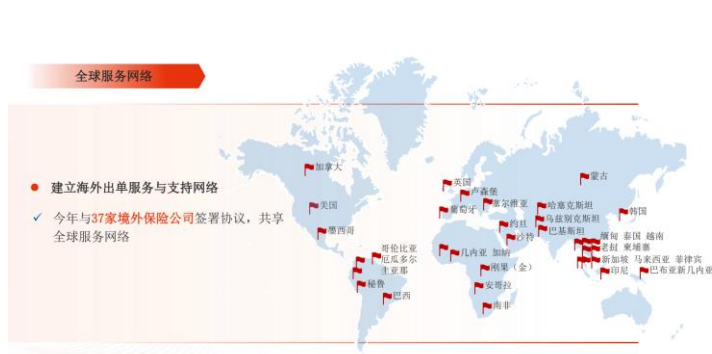 全球服务网络
建立海外出单服务与支持网络
今年与37家境外保险公司签署协议，共享
全球服务网络
加拿大
美国
墨西哥
哥伦比亚
厄瓜多尔
圭亚那
秘鲁
巴西
英国
卢森堡
葡萄牙
塞尔维亚
约旦
沙特
几内亚 加纳
刚果（金）
安哥拉
南非
哈塞克斯坦
乌兹别克斯坦
巴基斯坦
蒙古
韩国
缅甸 泰国 越南
老挝 柬埔寨
新加坡 马来西亚 菲律宾
印尼
巴布亚新几内亚